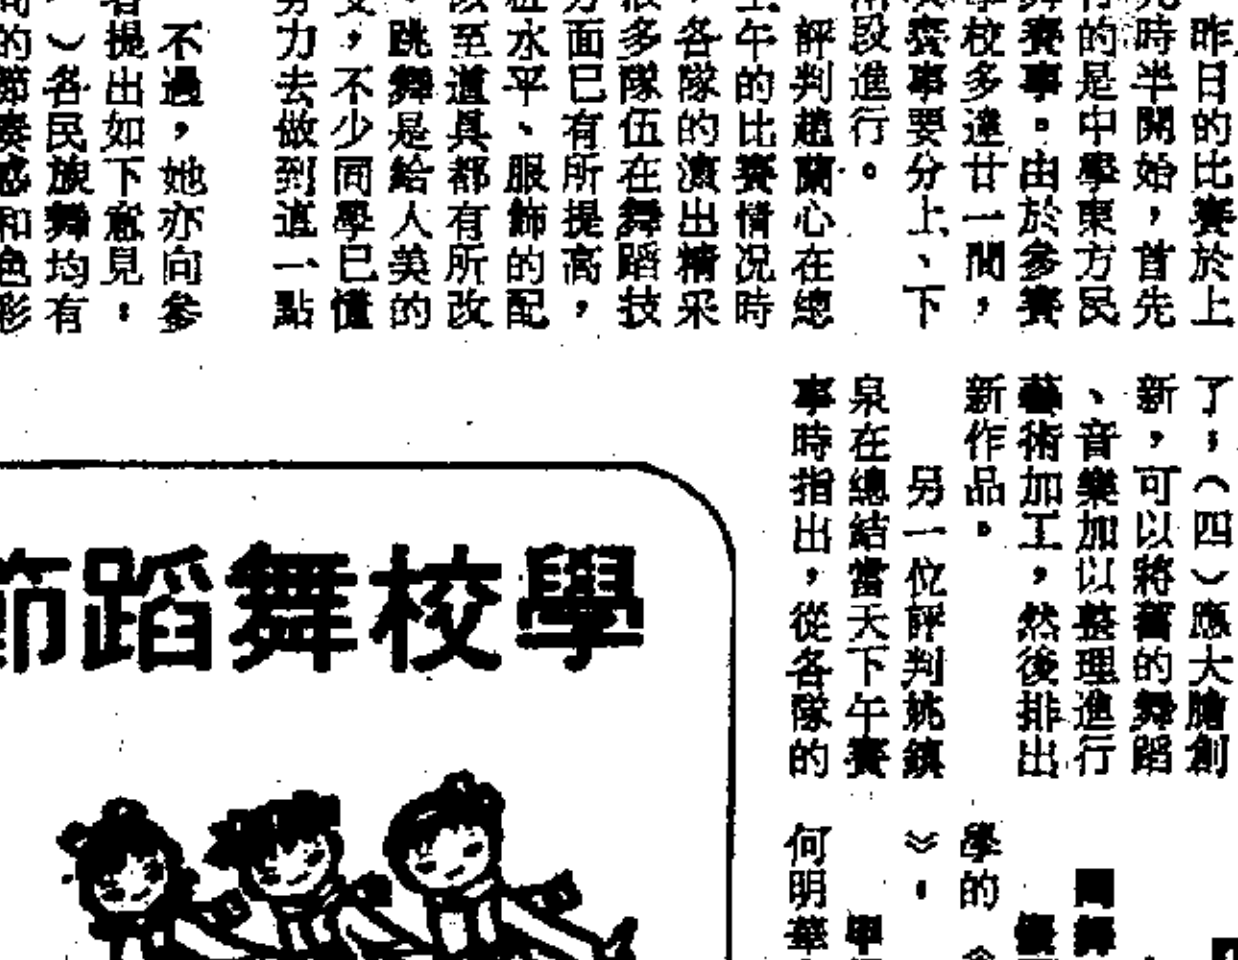 昨日的比賽於上
時半開始，首先
的是中學東方民
賽事。由於參賽
校多達廿一間，
賽事要分上、下
段進行。
評判趙蘭心在總
午的比賽情況時
，各隊的演出精采
多隊伍在舞蹈技
面已有所提高，
水平、服飾的配
至道具都有所改
，跳舞是給人美的
，不少同學已懂
力去做到這一點
不過，她亦向參
提出如下意見：
）各民族舞均有
的節奏感和色彩
了；（四）應大膽創
新，可以將舊的舞蹈
、音樂加以整理進行
藝術加工，然後排出
新作品。
另一位評判姚鎮
泉在總結當天下午賽
事時指出，從各隊的
學校舞蹈節
學的
》。
甲
何明華